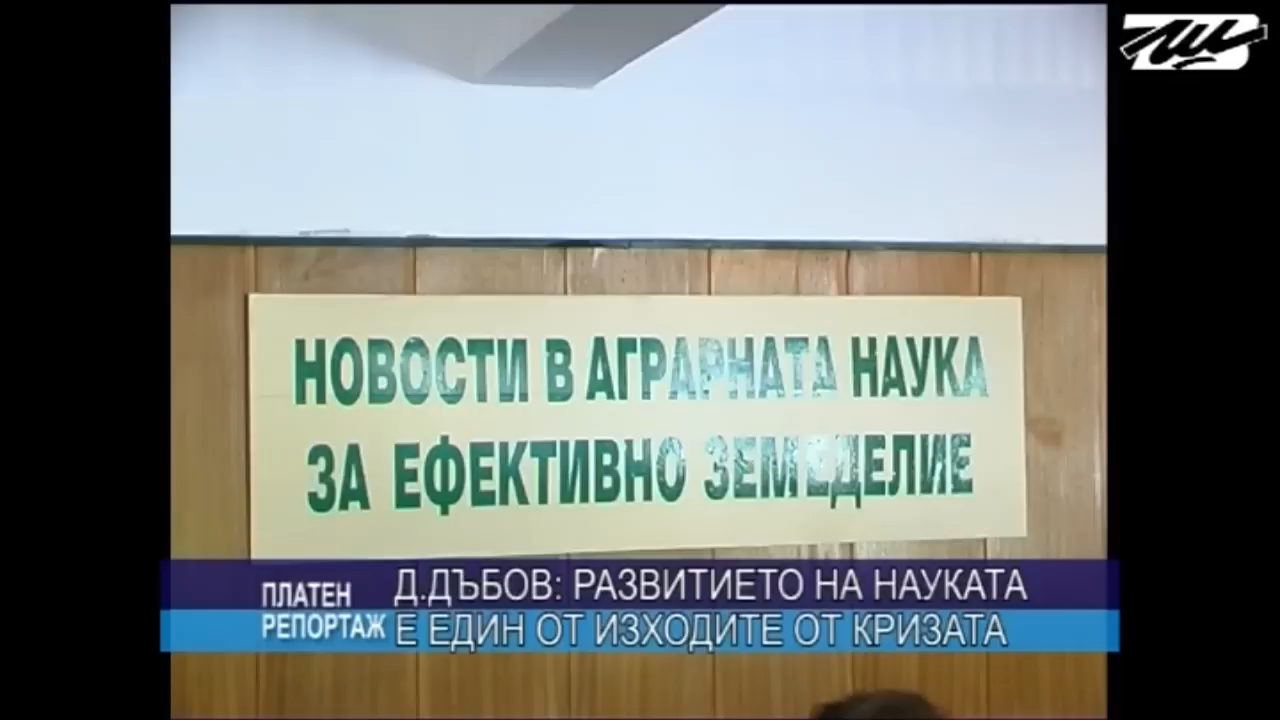 НОВОСТИ В АГРАРНАТА НАУКА
ЗА ЕФЕКТИВНО ЗЕМЕДЕЛИЕ
ПЛАТЕН
РЕПОРТАЖ
Д.ДЪБОВ: РАЗВИТИЕТО НА НАУКАТА
Е ЕДИН ОТ ИЗХОДИТЕ ОТ КРИЗАТА